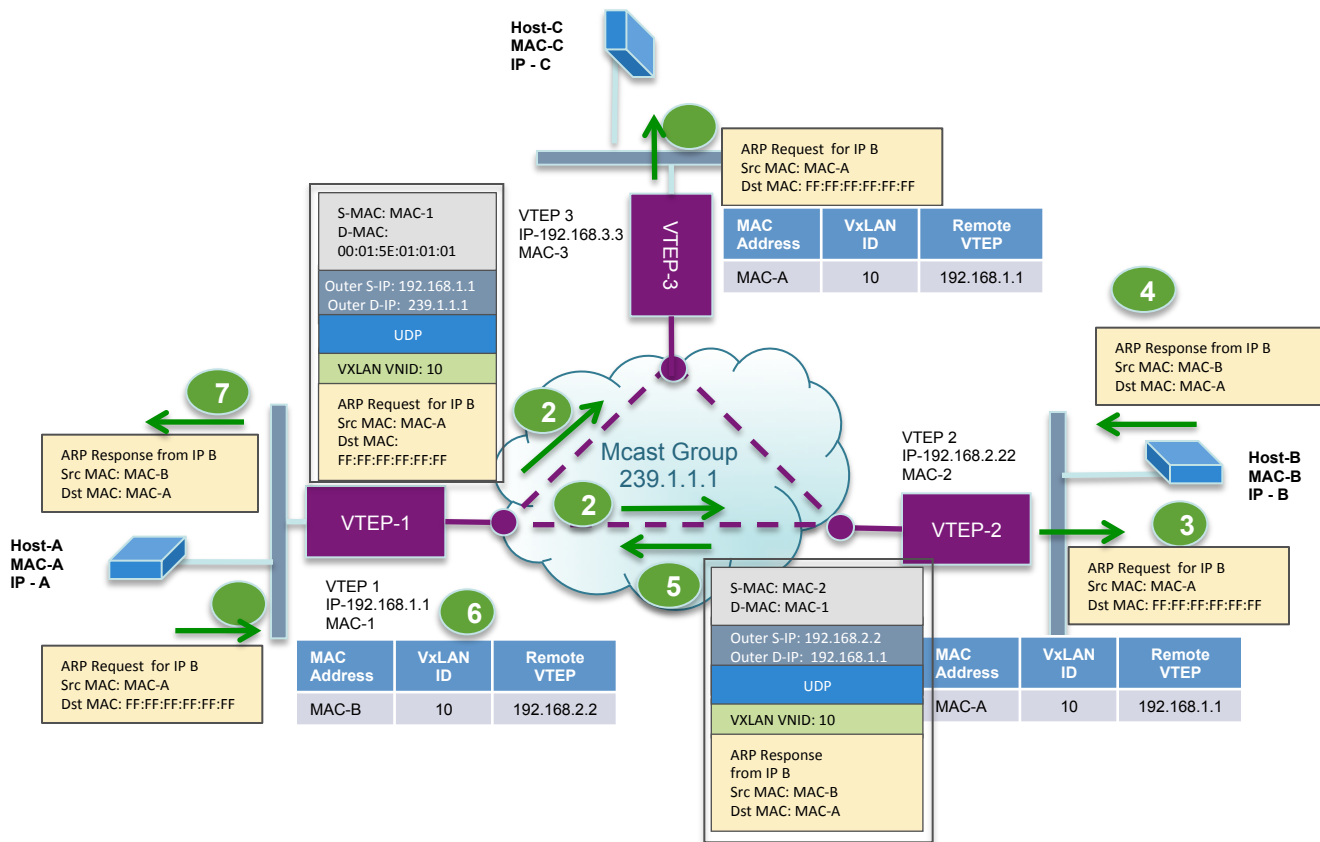 Host-C
MAC-C
IP - C
ARP Request for IP B
Src MAC: MAC-A
Dst MAC: FF:FF:FF:FF:FF:FF
VTEP 3
IP-192.168.3.3
MAC-3
VTEP-3
MAC Address VxLAN ID Remote VTEP
MAC-A 10 192.168.1.1
S-MAC: MAC-1
D-MAC:
00:01:5E:01:01:01
Outer S-IP: 192.168.1.1
Outer D-IP: 239.1.1.1
UDP
VXLAN VNID: 10
ARP Request for IP B
Src MAC: MAC-A
Dst MAC:
FF:FF:FF:FF:FF:FF
4
ARP Response from IP B
Src MAC: MAC-B
Dst MAC: MAC-A
7
ARP Response from IP B
Src MAC: MAC-B
Dst MAC: MAC-A
2
Mcast Group
239.1.1.1
2
5
VTEP 2
IP-192.168.2.22
MAC-2
VTEP-2
Host-B
MAC-B
IP - B
3
ARP Request for IP B
Src MAC: MAC-A
Dst MAC: FF:FF:FF:FF:FF:FF
VTEP-1
Host-A
MAC-A
IP - A
VTEP 1
IP-192.168.1.1
MAC-1
6
ARP Request for IP B
Src MAC: MAC-A
Dst MAC: FF:FF:FF:FF:FF:FF
MAC Address VxLAN ID Remote VTEP
MAC-B 10 192.168.2.2
S-MAC: MAC-2
D-MAC: MAC-1
Outer S-IP: 192.168.2.2
Outer D-IP: 192.168.1.1
UDP
VXLAN VNID: 10
ARP Response
from IP B
Src MAC: MAC-B
Dst MAC: MAC-A
MAC Address VxLAN ID Remote VTEP
MAC-A 10 192.168.1.1